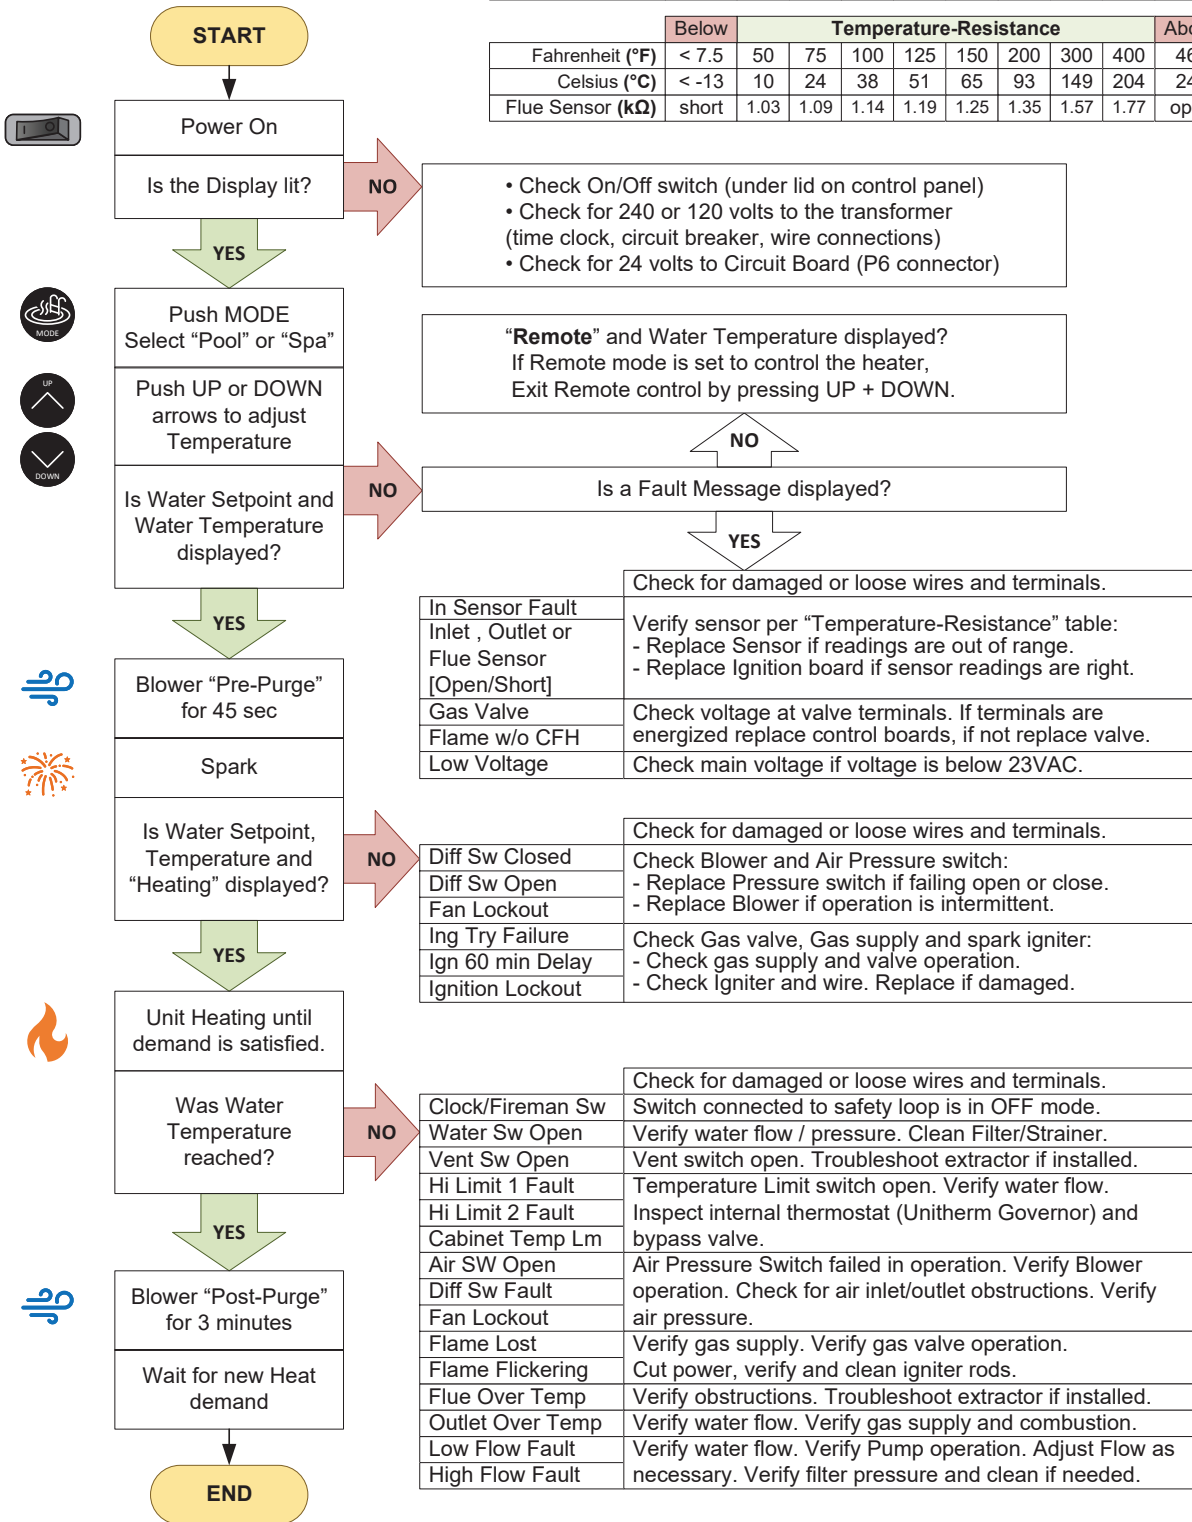 START
Below Temperature-Resistance Abo
Fahrenheit (°F) < 7.5 50 75 100 125 150 200 300 400 46
Celsius (°C) < -13 10 24 38 51 65 93 149 204 24
Flue Sensor (kΩ) short 1.03 1.09 1.14 1.19 1.25 1.35 1.57 1.77 op
Power On
Is the Display lit?
NO
• Check On/Off switch (under lid on control panel)
• Check for 240 or 120 volts to the transformer
(time clock, circuit breaker, wire connections)
• Check for 24 volts to Circuit Board (P6 connector)
YES
MODE
Push MODE
Select “Pool” or “Spa”
UP
DOWN
Push UP or DOWN
arrows to adjust
Temperature
Is Water Setpoint and
Water Temperature
displayed?
NO
“Remote” and Water Temperature displayed?
If Remote mode is set to control the heater,
Exit Remote control by pressing UP + DOWN.
NO
Is a Fault Message displayed?
YES
Check for damaged or loose wires and terminals.
In Sensor Fault
Inlet , Outlet or
Flue Sensor
[Open/Short]
Verify sensor per “Temperature-Resistance” table:
- Replace Sensor if readings are out of range.
- Replace Ignition board if sensor readings are right.
Gas Valve
Flame w/o CFH
Check voltage at valve terminals. If terminals are
energized replace control boards, if not replace valve.
Low Voltage
Check main voltage if voltage is below 23VAC.
YES
Blower “Pre-Purge”
for 45 sec
Spark
Is Water Setpoint,
Temperature and
“Heating” displayed?
NO
Check for damaged or loose wires and terminals.
Diff Sw Closed
Diff Sw Open
Fan Lockout
Check Blower and Air Pressure switch:
- Replace Pressure switch if failing open or close.
- Replace Blower if operation is intermittent.
Ing Try Failure
Ign 60 min Delay
Ignition Lockout
Check Gas valve, Gas supply and spark igniter:
- Check gas supply and valve operation.
- Check Igniter and wire. Replace if damaged.
YES
Unit Heating until
demand is satisfied.
Was Water
Temperature
reached?
NO
Check for damaged or loose wires and terminals.
Clock/Fireman Sw
Switch connected to safety loop is in OFF mode.
Water Sw Open
Verify water flow / pressure. Clean Filter/Strainer.
Vent Sw Open
Vent switch open. Troubleshoot extractor if installed.
Hi Limit 1 Fault
Hi Limit 2 Fault
Cabinet Temp Lm
Temperature Limit switch open. Verify water flow.
Inspect internal thermostat (Unitherm Governor) and
bypass valve.
Air SW Open
Diff Sw Fault
Fan Lockout
Air Pressure Switch failed in operation. Verify Blower
operation. Check for air inlet/outlet obstructions. Verify
air pressure.
Flame Lost
Flame Flickering
Verify gas supply. Verify gas valve operation.
Cut power, verify and clean igniter rods.
Flue Over Temp
Verify obstructions. Troubleshoot extractor if installed.
Outlet Over Temp
Verify water flow. Verify gas supply and combustion.
Low Flow Fault
High Flow Fault
Verify water flow. Verify Pump operation. Adjust Flow as
necessary. Verify filter pressure and clean if needed.
YES
Blower “Post-Purge”
for 3 minutes
Wait for new Heat
demand
END